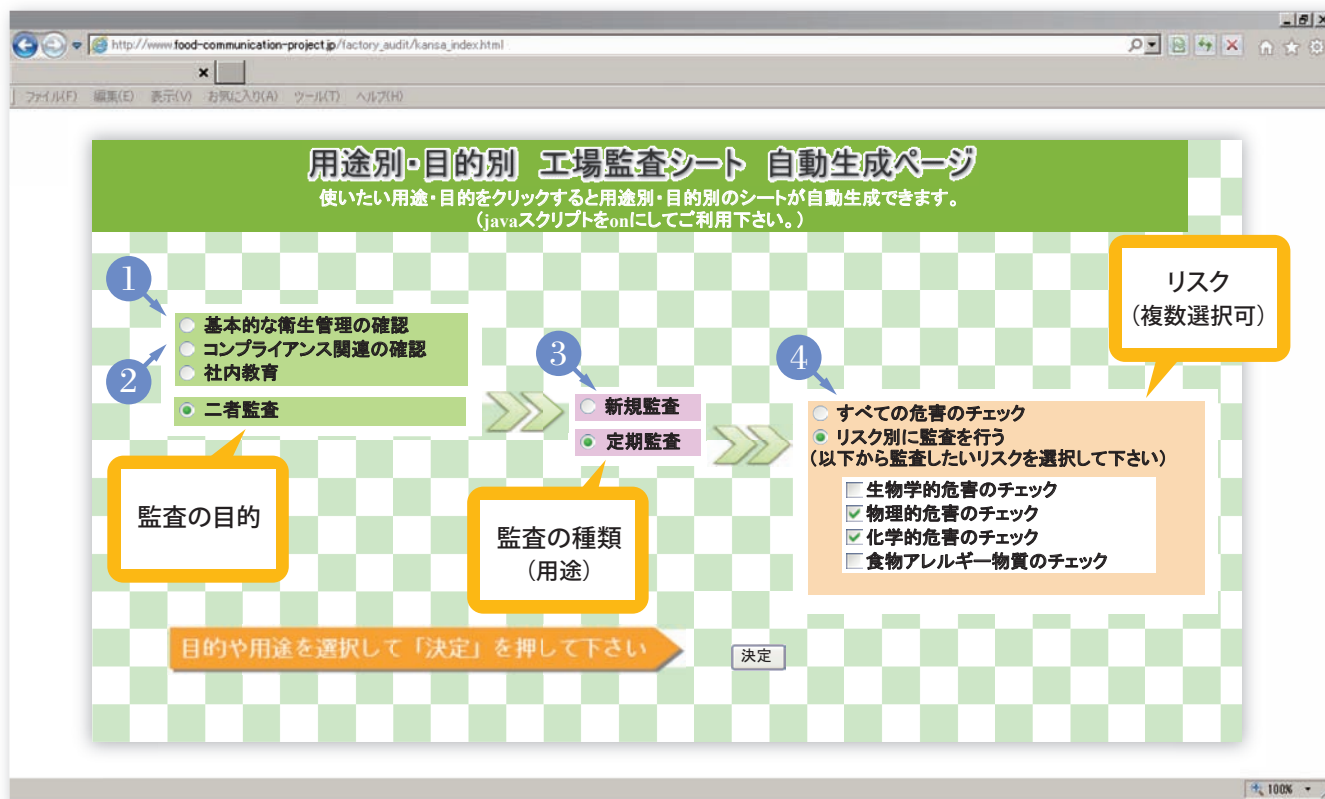 http://www.food-communication-project.jp/factory_audit/kansa_index.html
ファイル(F) 編集(E) 表示(V) お気に入り(A) ツール(T) ヘルプ(H)
用途別・目的別 工場監査シート 自動生成ページ
使いたい用途・目的をクリックすると用途別・目的別のシートが自動生成できます。
（javaスクリプトをonにしてご利用下さい。）
リスク
（複数選択可）
1
基本的な衛生管理の確認
コンプライアンス関連の確認
2
社内教育
二者監査
監査の目的
3
新規監査
定期監査
監査の種類
（用途）
4
すべての危害のチェック
リスク別に監査を行う
（以下から監査したいリスクを選択して下さい）
生物学的危害のチェック
物理的危害のチェック
化学的危害のチェック
食物アレルギー物質のチェック
目的や用途を選択して「決定」を押して下さい
決定
100%